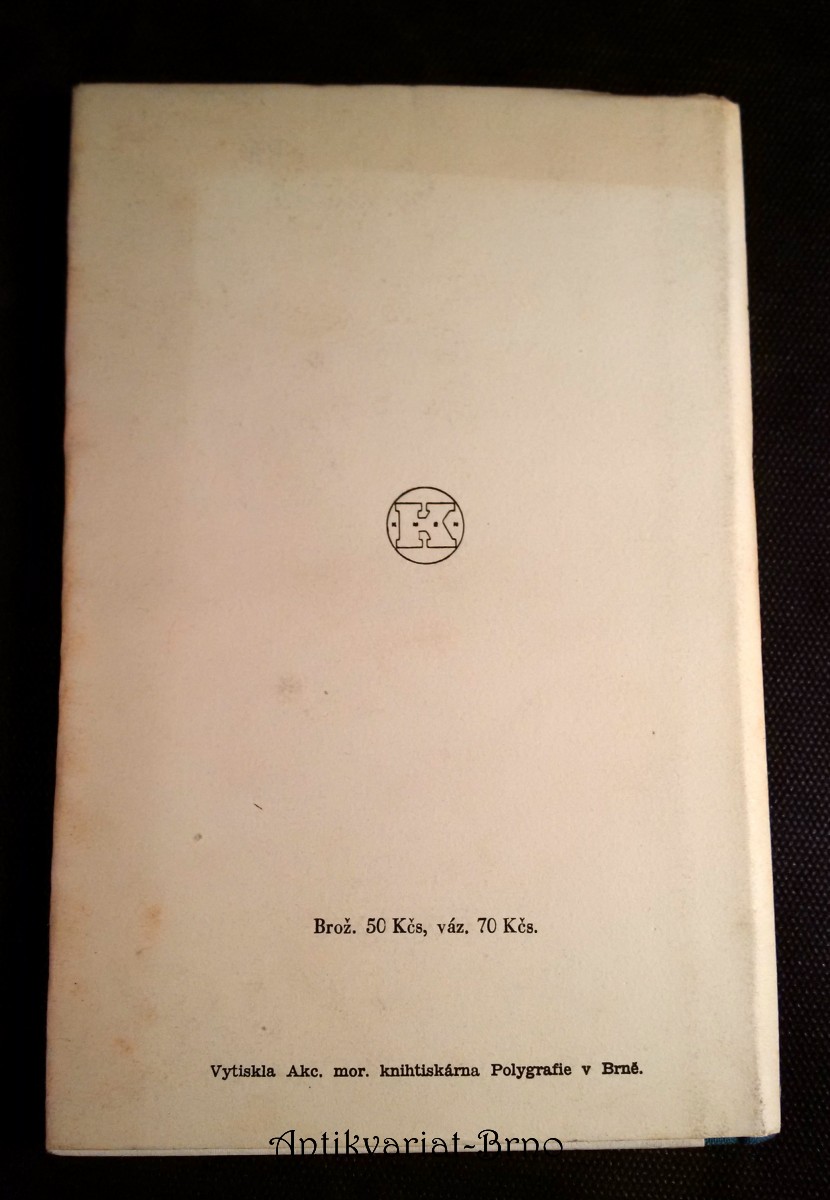 K
Brož. 50 Kčs, váz. 70 Kčs.
Vytiskla Akc. mor. knihtiskárna Polygrafie v Brně.
Antikvariat-Brno